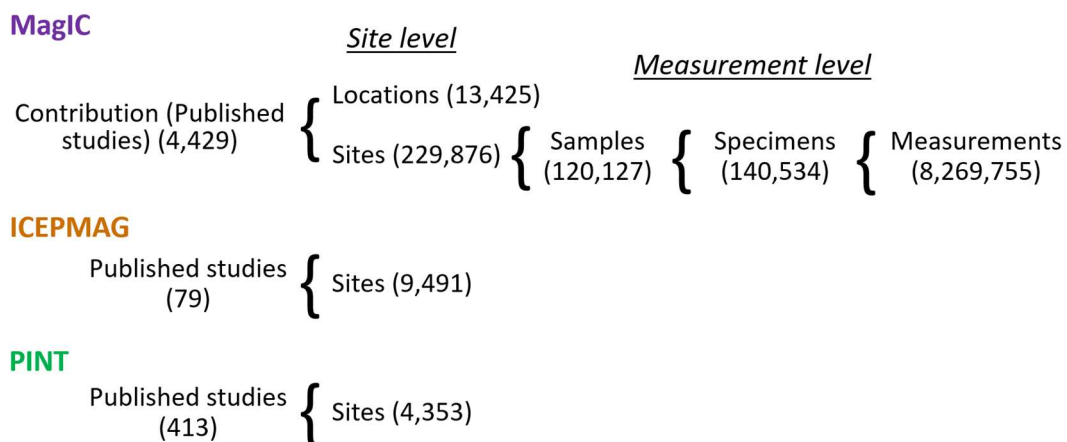 MagIC
Site level
Measurement level
Contribution (Published
studies) (4,429)
{
Locations (13,425)
Sites (229,876)
{
Samples
(120,127)
{
Specimens
(140,534)
{
Measurements
(8,269,755)
ICEPMAG
Published studies
(79)
{
Sites (9,491)
PINT
Published studies
(413)
{
Sites (4,353)